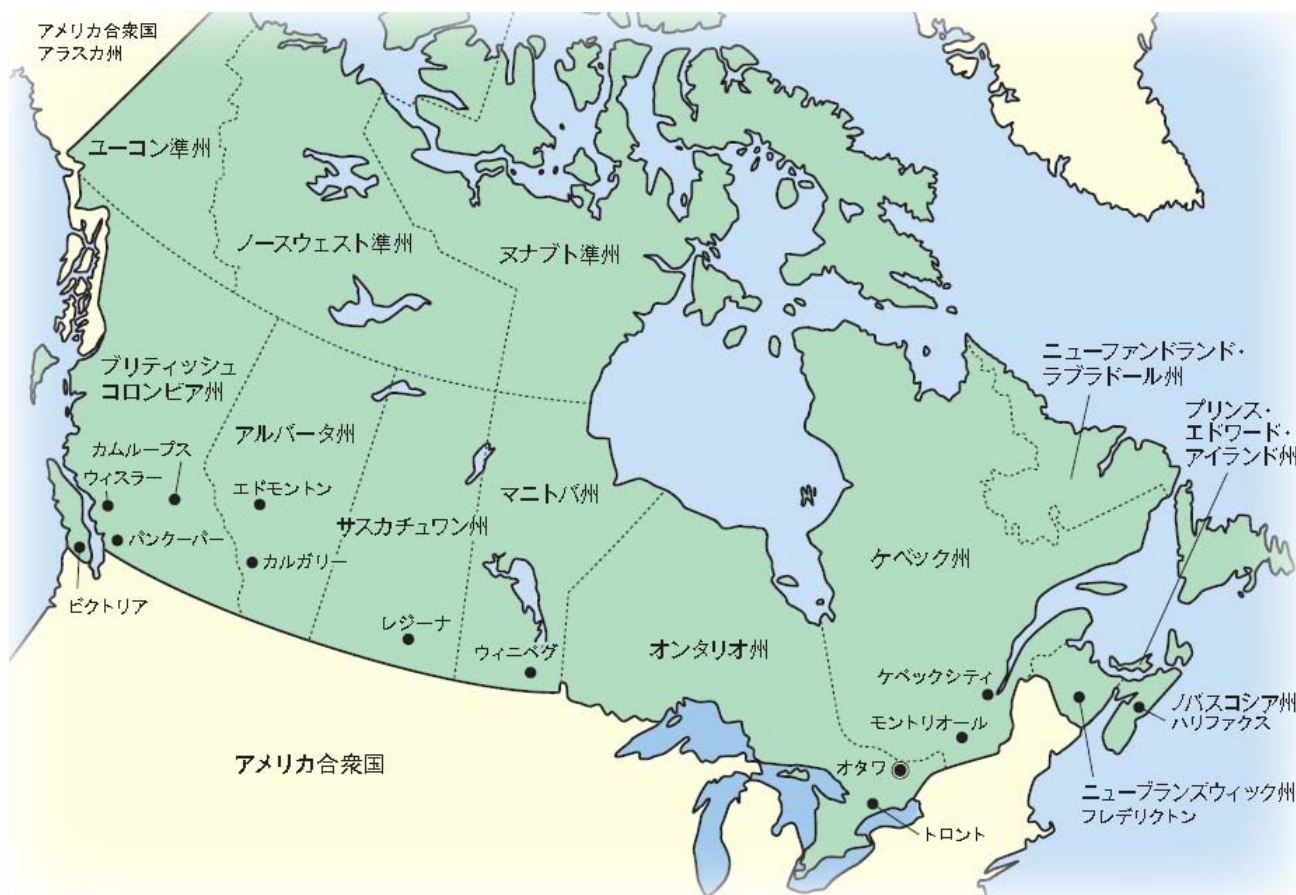 アメリカ合衆国
アラスカ州
ユーコン準州
ノースウェスト準州
ヌナブト準州
ブリティッシュ
コロンビア州
ニューファンドランド・
ラブラドール州
プリンス・
エドワード・
アイランド州
アルバータ州
カムループス
ウィスラー
エドモントン
マニトバ州
サスカチュワン州
バンクーバー
カルガリー
ケベック州
ビクトリア
レジーナ
ウィニペグ
オンタリオ州
ケベックシティ
ノバスコシア州
ハリファクス
モントリオール
アメリカ合衆国
オタワ
ニューブランズウィック州
フレデリクトン
トロント